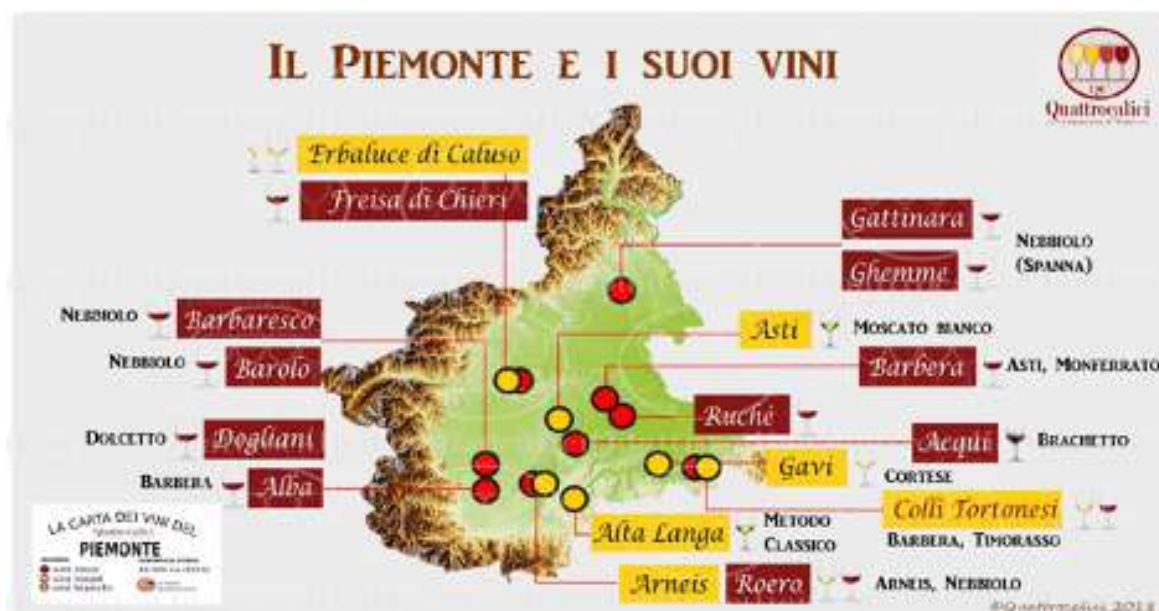 IL PIEMONTE E I SUOI VINI
Quattrocalici
Erbaluce di Caluso
Freisa di Chieri
Gattinara
NEBBIOLO
(SPANNA)
Ghemme
NEBBIOLO Barbaresco
Asti MOSCATO BIANCO
NEBBIOLO Barolo
Barbera ASTI, MONFERRATO
Ruchè
DOLCETTO Dogliani
Acqui BRACHETTO
Gavi
CORTESE
BARBERA Alba
Colli Tortonesi
BARBERA, TIMORASSO
Alta Langa METODO
CLASSICO
Arneis Roero ARNEIS, NEBBIOLO
LA CARTA DEI VINI DEL
PIEMONTE
©Quattrocalici 2018